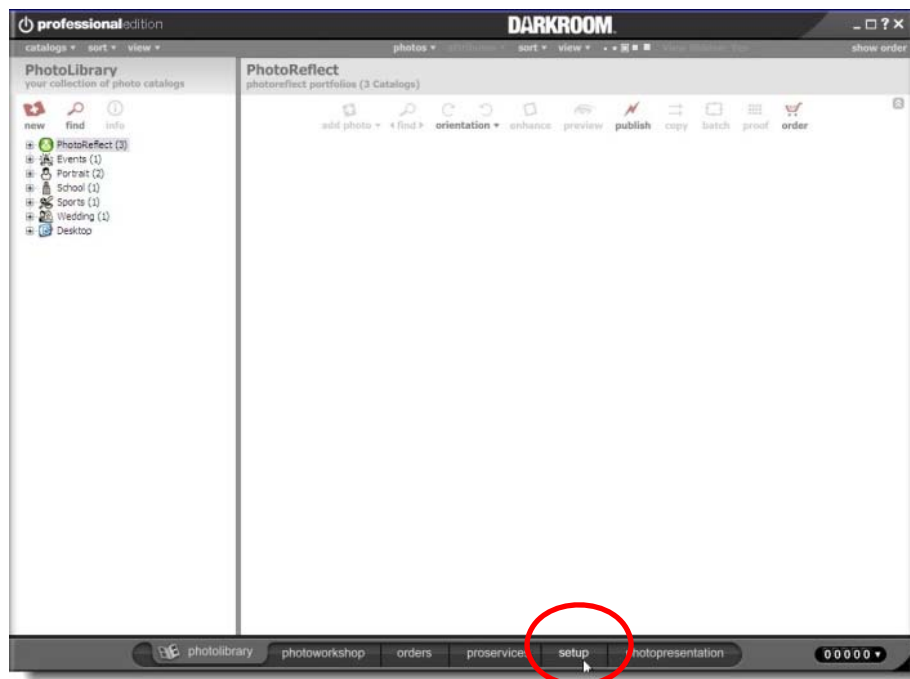 professionaledition
DARKROOM.
catalogs sort view
photos attributes sort view
show order
PhotoLibrary
your collection of photo catalogs
PhotoReflect
photoreflect portfolios (3 Catalogs)
new find info
add photo find orientation enhance preview publish copy batch proof order
PhotoReflect (3)
Events (1)
Portrait (2)
School (1)
Sports (1)
Wedding (1)
Desktop
photolibrary photoworkshop orders proservices setup photopresentation
00000